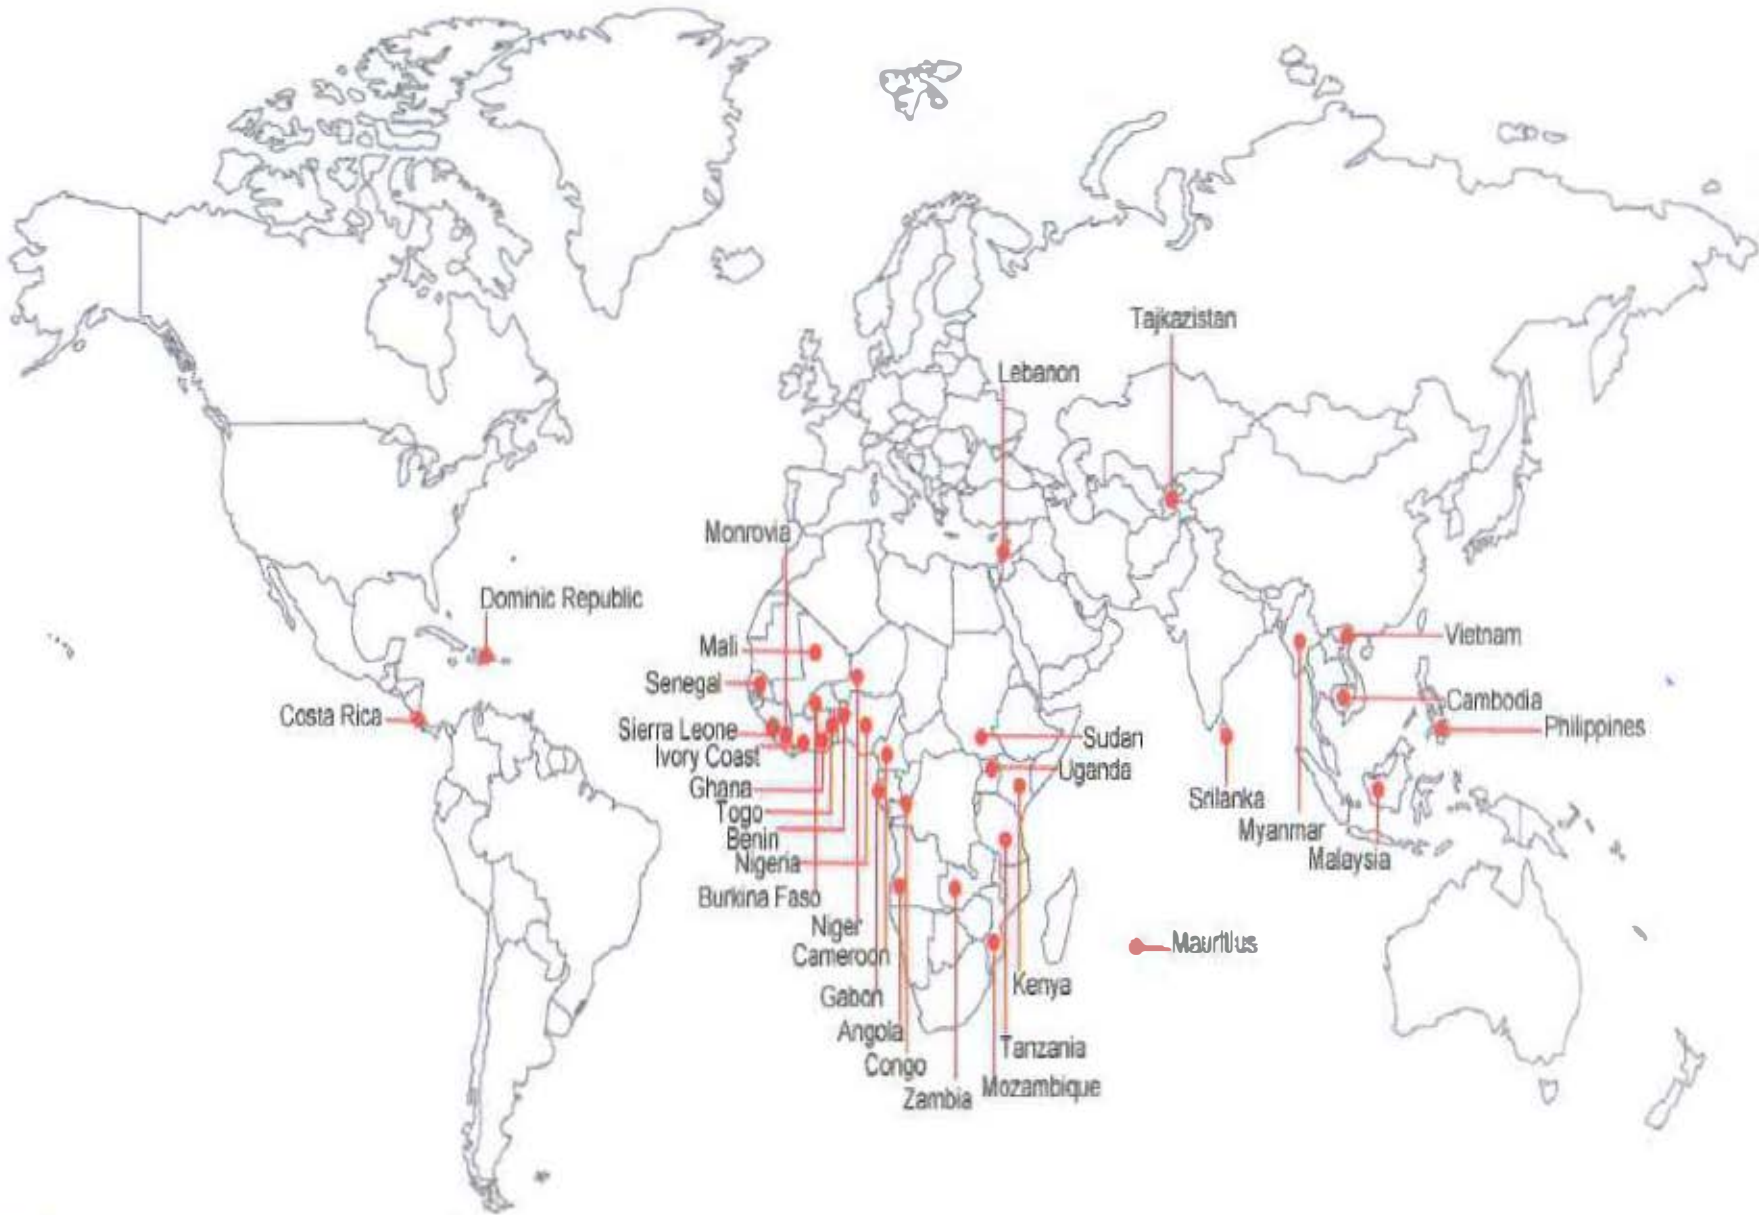 Tajkazistan
Lebanon
Monrovia
Dominic Republic
Mali
Senegal
Costa Rica
Sierra Leone
Ivory Coast
Ghana
Togo
Benin
Nigeria
Burkina Faso
Niger
Cameroon
Gabon
Angola
Congo
Zambia
Mozambique
Tanzania
Kenya
Sudan
Uganda
Vietnam
Cambodia
Philippines
Srilanka
Myanmar
Malaysia
Mauritius